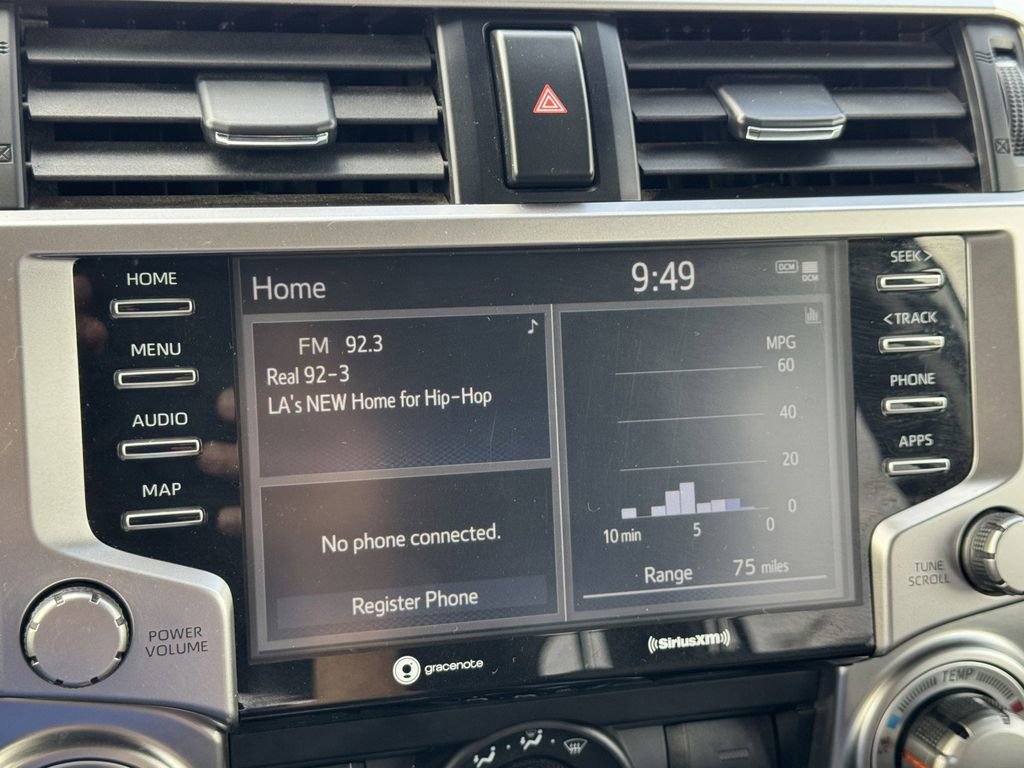 HOME
MENU
AUDIO
MAP
POWER
VOLUME
Home
9:49
DCM
DCM
FM 92.3
Real 92-3
LA's NEW Home for Hip-Hop
No phone connected.
Register Phone
MPG
60
40
20
0
10 min 5 0
Range 75 miles
gracenote
((SiriusXM))
SEEK >
< TRACK
PHONE
APPS
TUNE
SCROLL
TEMP